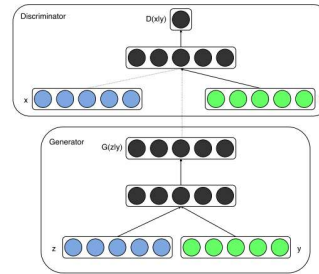 Discriminator
D(x|y)
x
Generator
G(z|y)
z
y